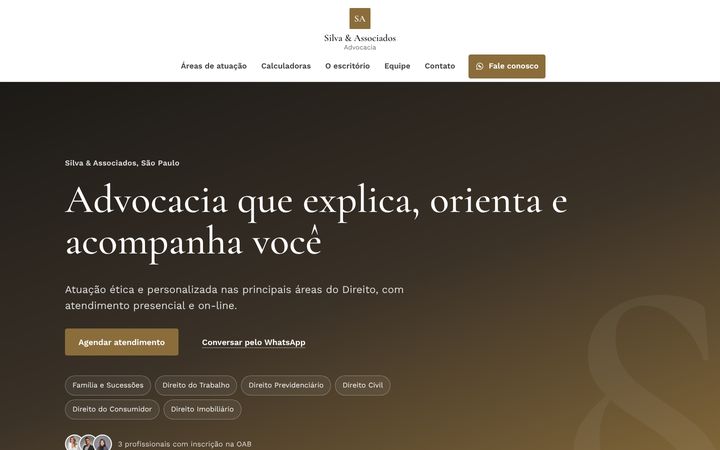 SA
Silva & Associados
Advocacia
Áreas de atuação Calculadoras O escritório Equipe Contato Fale conosco
Silva & Associados, São Paulo
Advocacia que explica, orienta e
acompanha você
Atuação ética e personalizada nas principais áreas do Direito, com
atendimento presencial e on-line.
Agendar atendimento Conversar pelo WhatsApp
Família e Sucessões Direito do Trabalho Direito Previdenciário Direito Civil
Direito do Consumidor Direito Imobiliário
3 profissionais com inscrição na OAB
&